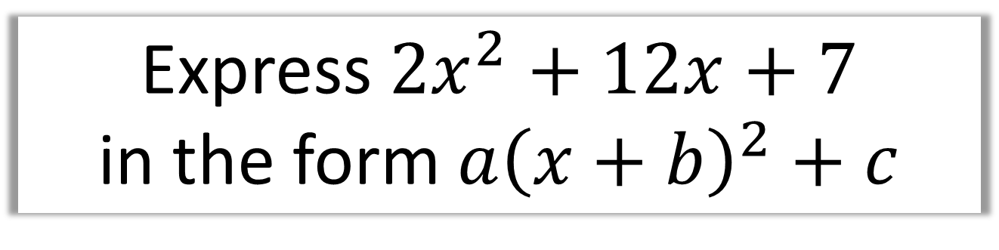 Express 2x² + 12x + 7
in the form a(x + b)² + c